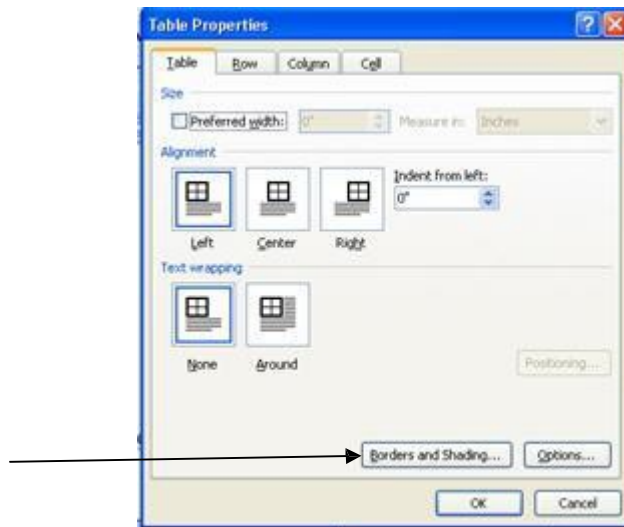 Table Properties
Table Row Column Cell
Size
Preferred width: 0" Measure in: Inches
Alignment
Indent from left:
0"
Left Center Right
Text wrapping
None Around
Positioning...
Borders and Shading... Options...
OK Cancel